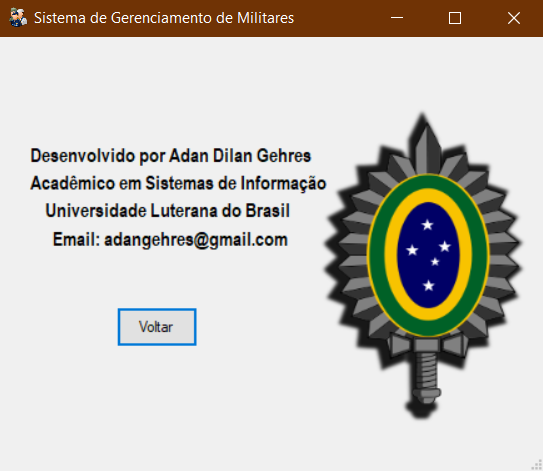 Sistema de Gerenciamento de Militares
Desenvolvido por Adan Dilan Gehres
Acadêmico em Sistemas de Informação
Universidade Luterana do Brasil
Email: adangehres@gmail.com
Voltar